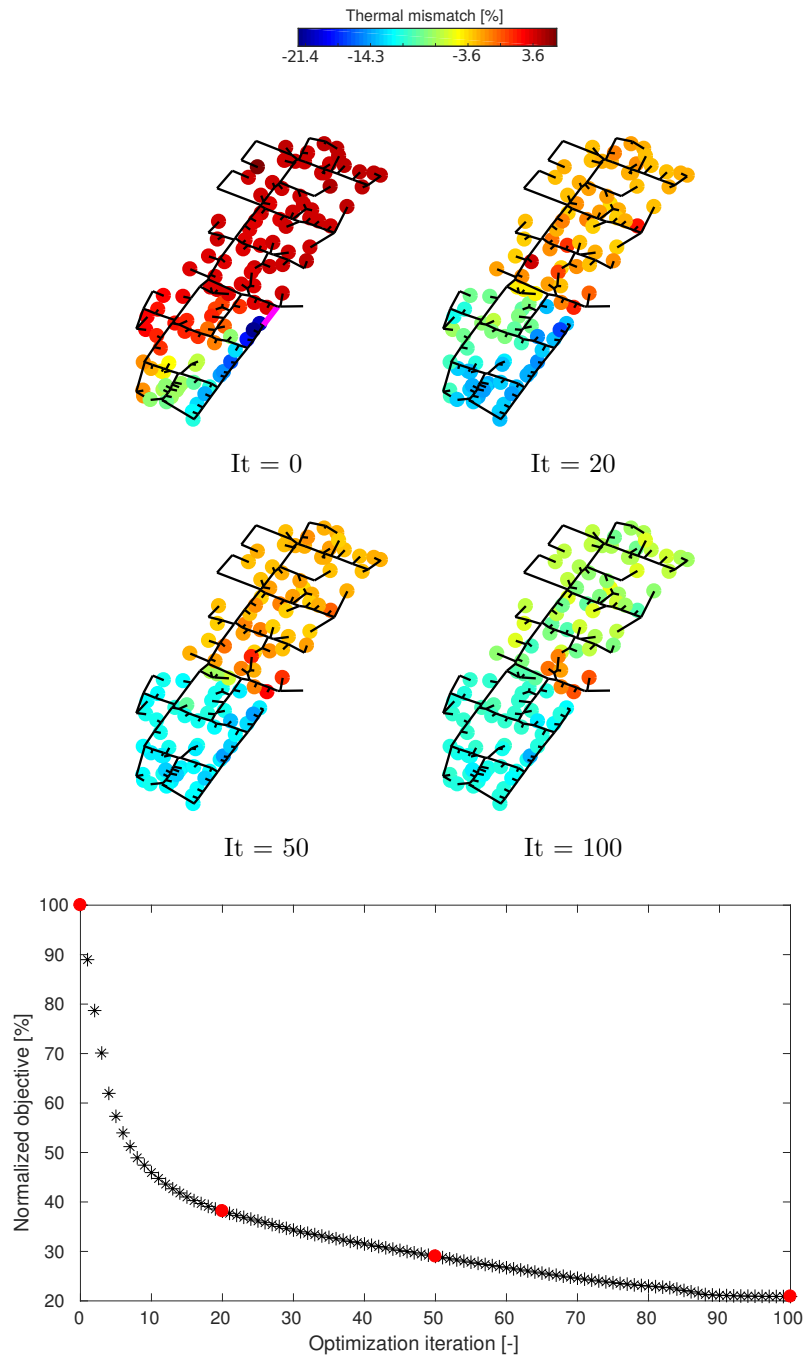 Thermal mismatch [%]
-21.4 -14.3 -3.6 3.6
It = 0 It = 20
It = 50 It = 100
100
90
80
70
60
50
40
30
20
Normalized objective [%]
0 10 20 30 40 50 60 70 80 90 100
Optimization iteration [-]